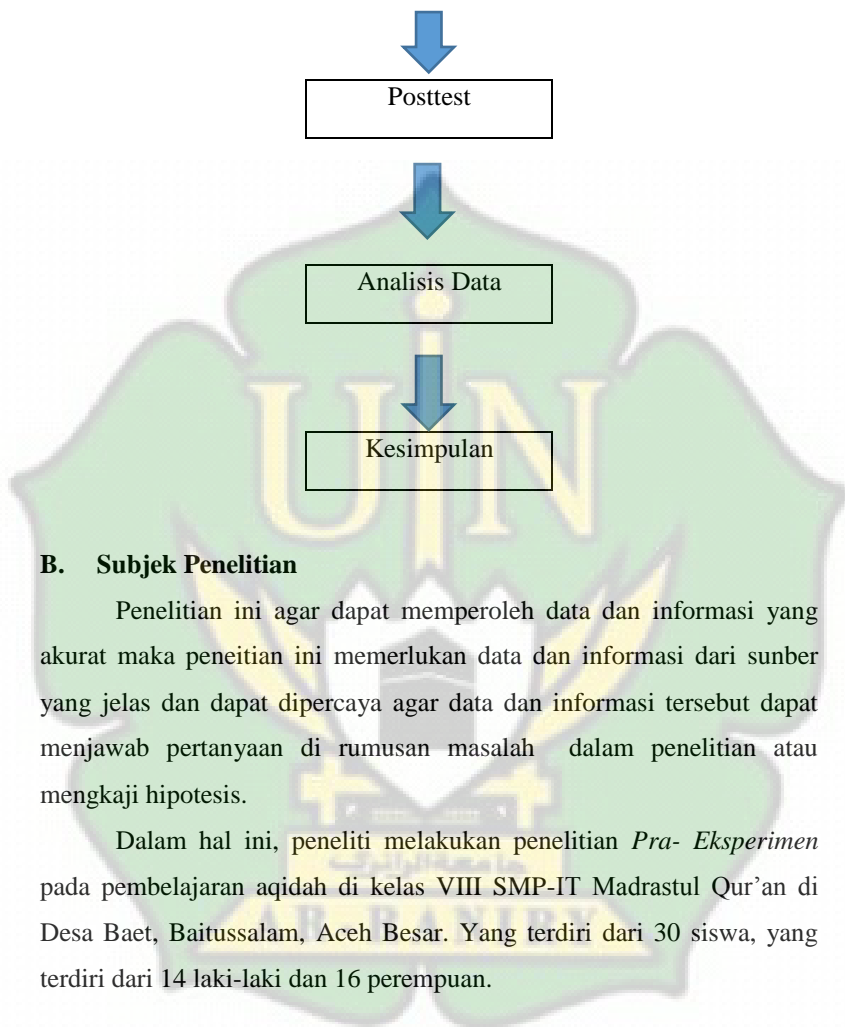 Posttest
Analisis Data
Kesimpulan
B. Subjek Penelitian
Penelitian ini agar dapat memperoleh data dan informasi yang
akurat maka peneitian ini memerlukan data dan informasi dari sunber
yang jelas dan dapat dipercaya agar data dan informasi tersebut dapat
menjawab pertanyaan di rumusan masalah dalam penelitian atau
mengkaji hipotesis.
Dalam hal ini, peneliti melakukan penelitian Pra- Eksperimen
pada pembelajaran aqidah di kelas VIII SMP-IT Madrastul Qur’an di
Desa Baet, Baitussalam, Aceh Besar. Yang terdiri dari 30 siswa, yang
terdiri dari 14 laki-laki dan 16 perempuan.
UIN
جامعة الرانري
AR-RANIRY